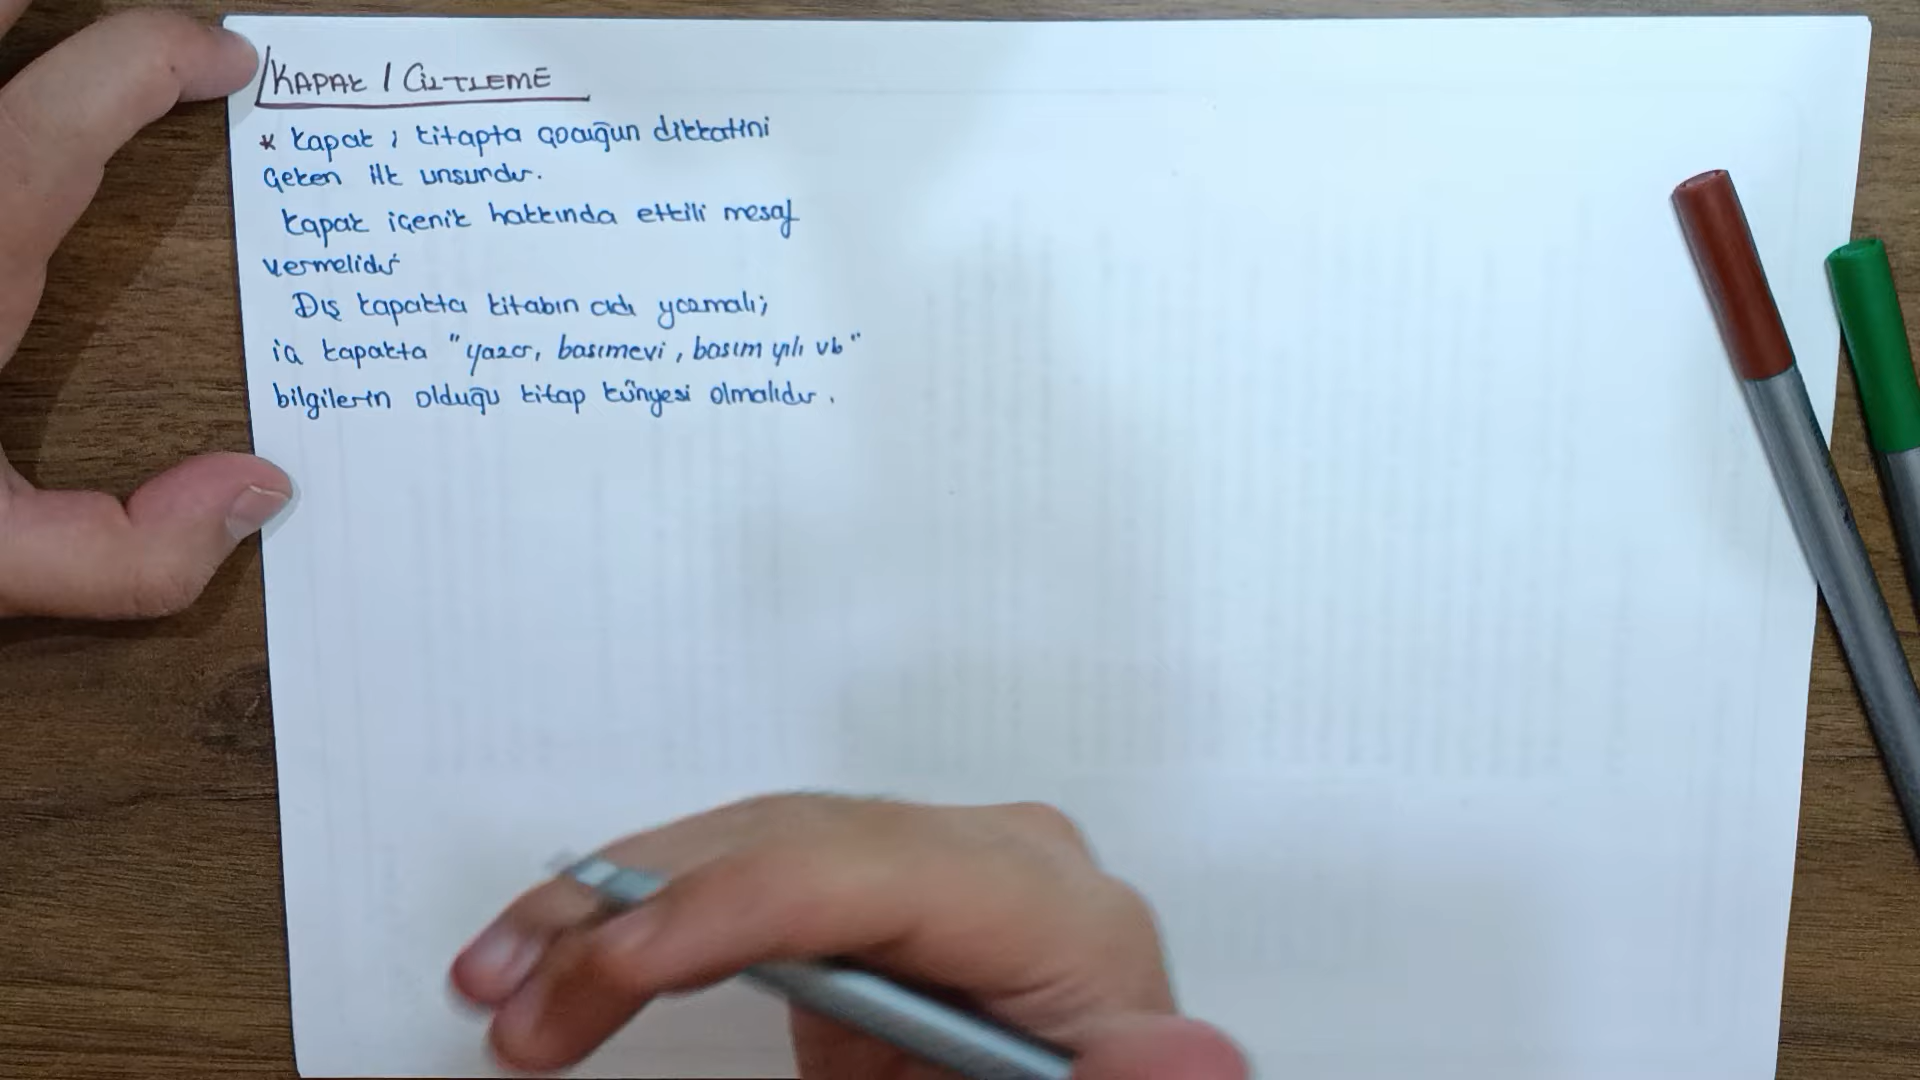 KAPAK / CİLTLEME
* Kapak ; kitapta çocuğun dikkatini
çeken ilk unsurdur.
Kapak içerik hakkında etkili mesaj
vermelidir
Dış kapakta kitabın adı yazmalı;
iç kapakta "yazar, basımevi, basım yılı vb"
bilgilerin olduğu kitap künyesi olmalıdır.